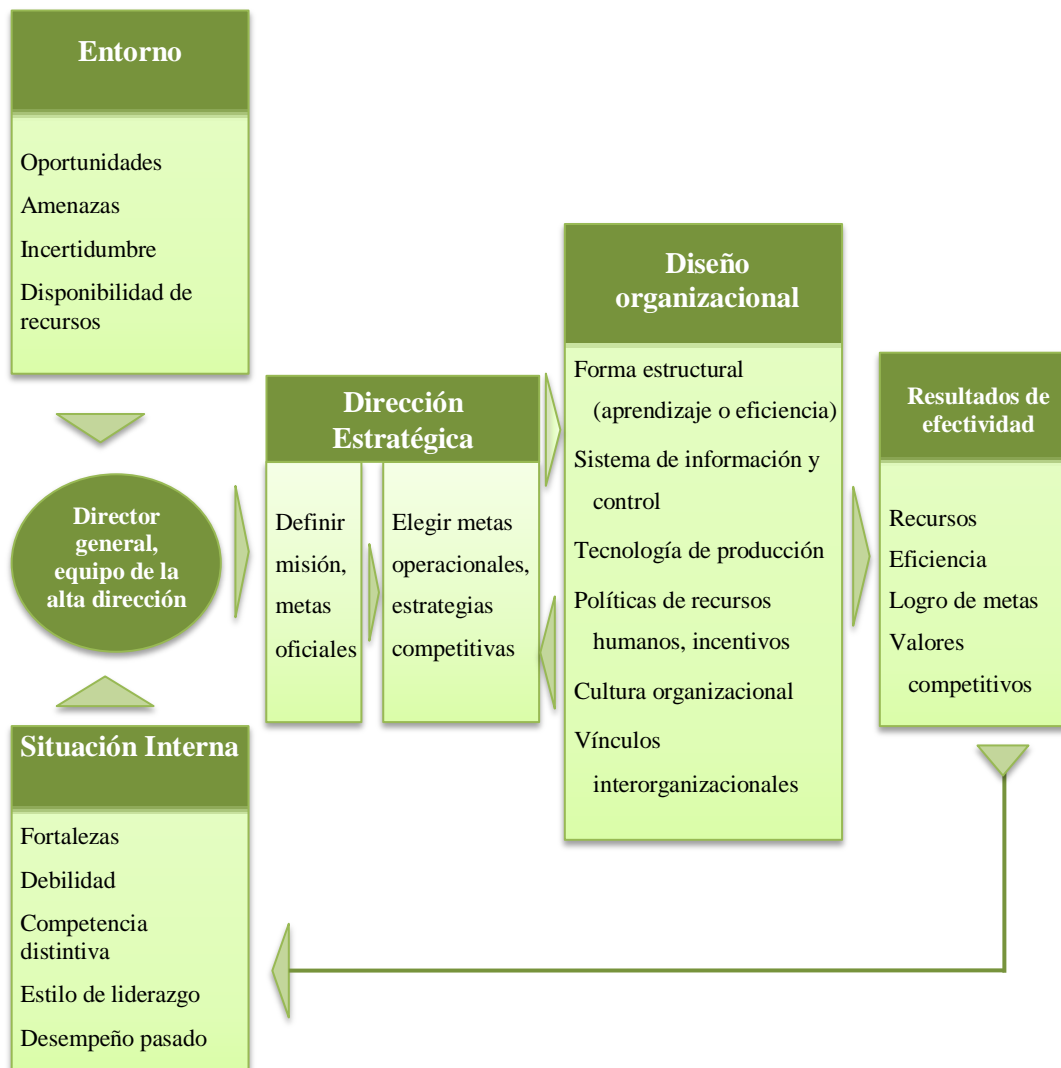 Entorno
Oportunidades
Amenazas
Incertidumbre
Disponibilidad de
recursos
Director
general,
equipo de la
alta dirección
Situación Interna
Fortalezas
Debilidad
Competencia
distintiva
Estilo de liderazgo
Desempeño pasado
Dirección
Estratégica
Definir
misión,
metas
oficiales
Elegir metas
operacionales,
estrategias
competitivas
Diseño
organizacional
Forma estructural
(aprendizaje o eficiencia)
Sistema de información y
control
Tecnología de producción
Políticas de recursos
humanos, incentivos
Cultura organizacional
Vínculos
interorganizacionales
Resultados de
efectividad
Recursos
Eficiencia
Logro de metas
Valores
competitivos